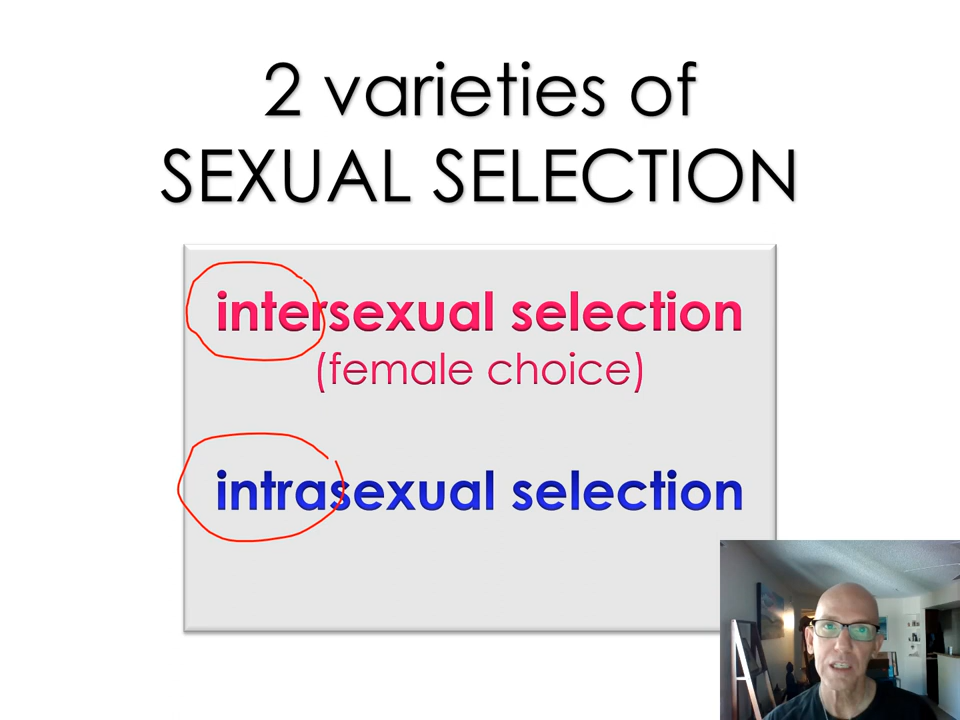 2 varieties of
SEXUAL SELECTION
intersexual selection
(female choice)
intrasexual selection